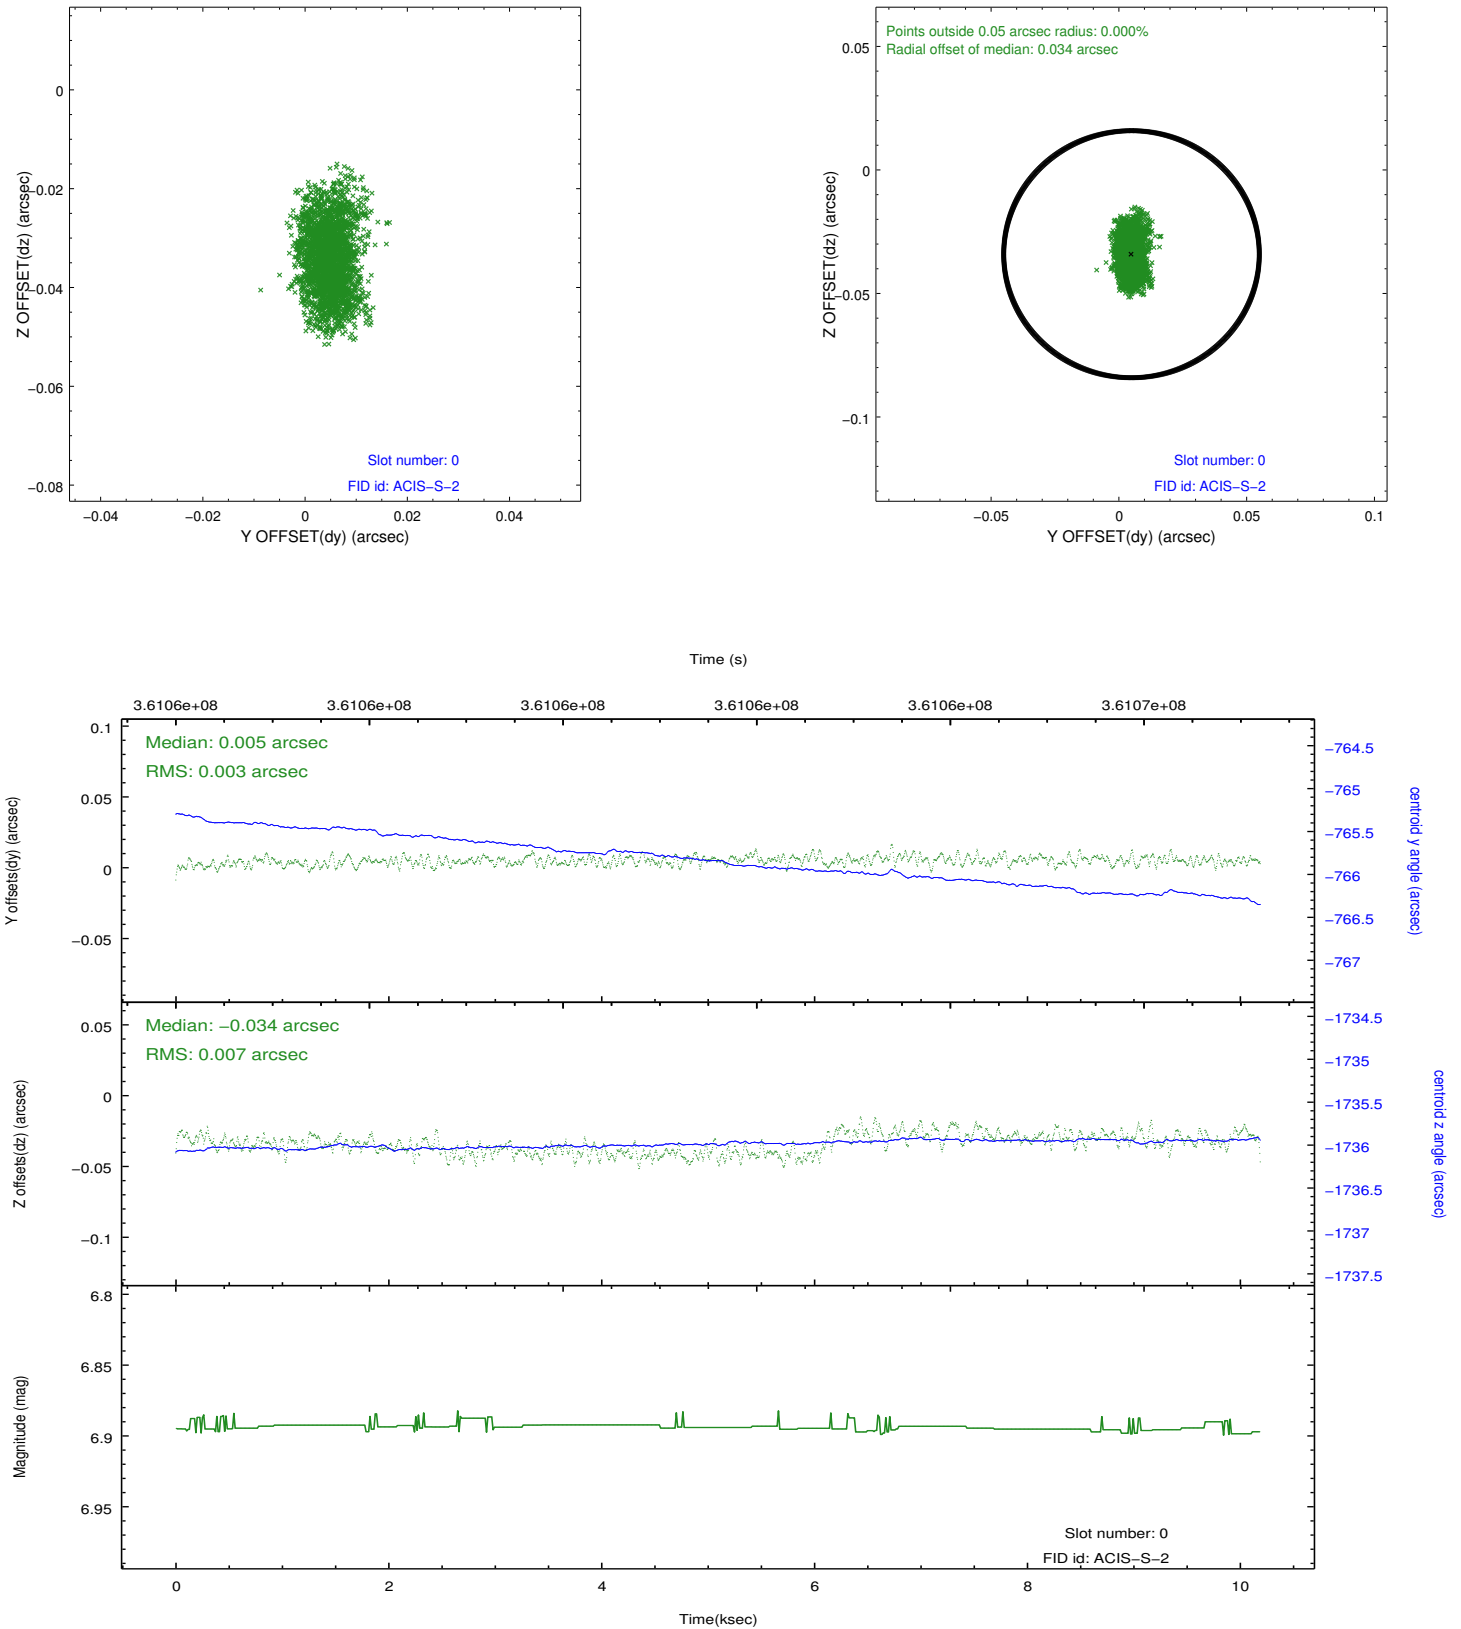 0
−0.02
−0.04
−0.06
−0.08
Z OFFSET(dz) (arcsec)
Slot number: 0
FID id: ACIS−S−2
−0.04 −0.02 0 0.02 0.04
Y OFFSET(dy) (arcsec)
Points outside 0.05 arcsec radius: 0.000%
Radial offset of median: 0.034 arcsec
0.05
0
−0.05
−0.1
Z OFFSET(dz) (arcsec)
Slot number: 0
FID id: ACIS−S−2
−0.05 0 0.05 0.1
Y OFFSET(dy) (arcsec)
Time (s)
3.6106e+08 3.6106e+08 3.6106e+08 3.6106e+08 3.6106e+08 3.6107e+08
Median: 0.005 arcsec
RMS: 0.003 arcsec
0.1
0.05
0
−0.05
Y offsets(dy) (arcsec)
−764.5
−765
−765.5
−766
−766.5
−767
centroid y angle (arcsec)
Median: −0.034 arcsec
RMS: 0.007 arcsec
0.05
0
−0.05
−0.1
Z offsets(dz) (arcsec)
−1734.5
−1735
−1735.5
−1736
−1736.5
−1737
−1737.5
centroid z angle (arcsec)
6.8
6.85
6.9
6.95
Magnitude (mag)
Slot number: 0
FID id: ACIS−S−2
0 2 4 6 8 10
Time(ksec)